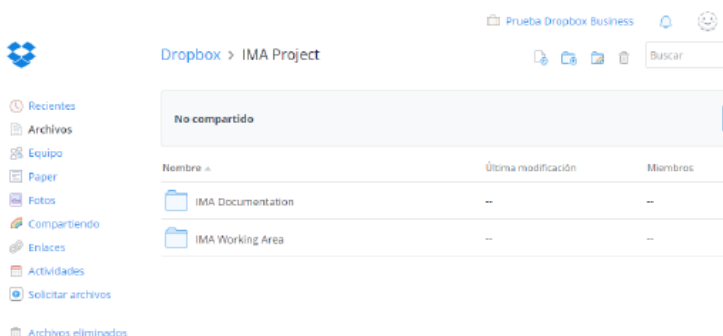 Prueba Dropbox Business
Dropbox > IMA Project
Buscar
Recientes
Archivos
Equipo
Paper
Fotos
Compartiendo
Enlaces
Actividades
Solicitar archivos
Archivos eliminados
No compartido
Nombre Última modificación Miembros
IMA Documentation -- --
IMA Working Area -- --